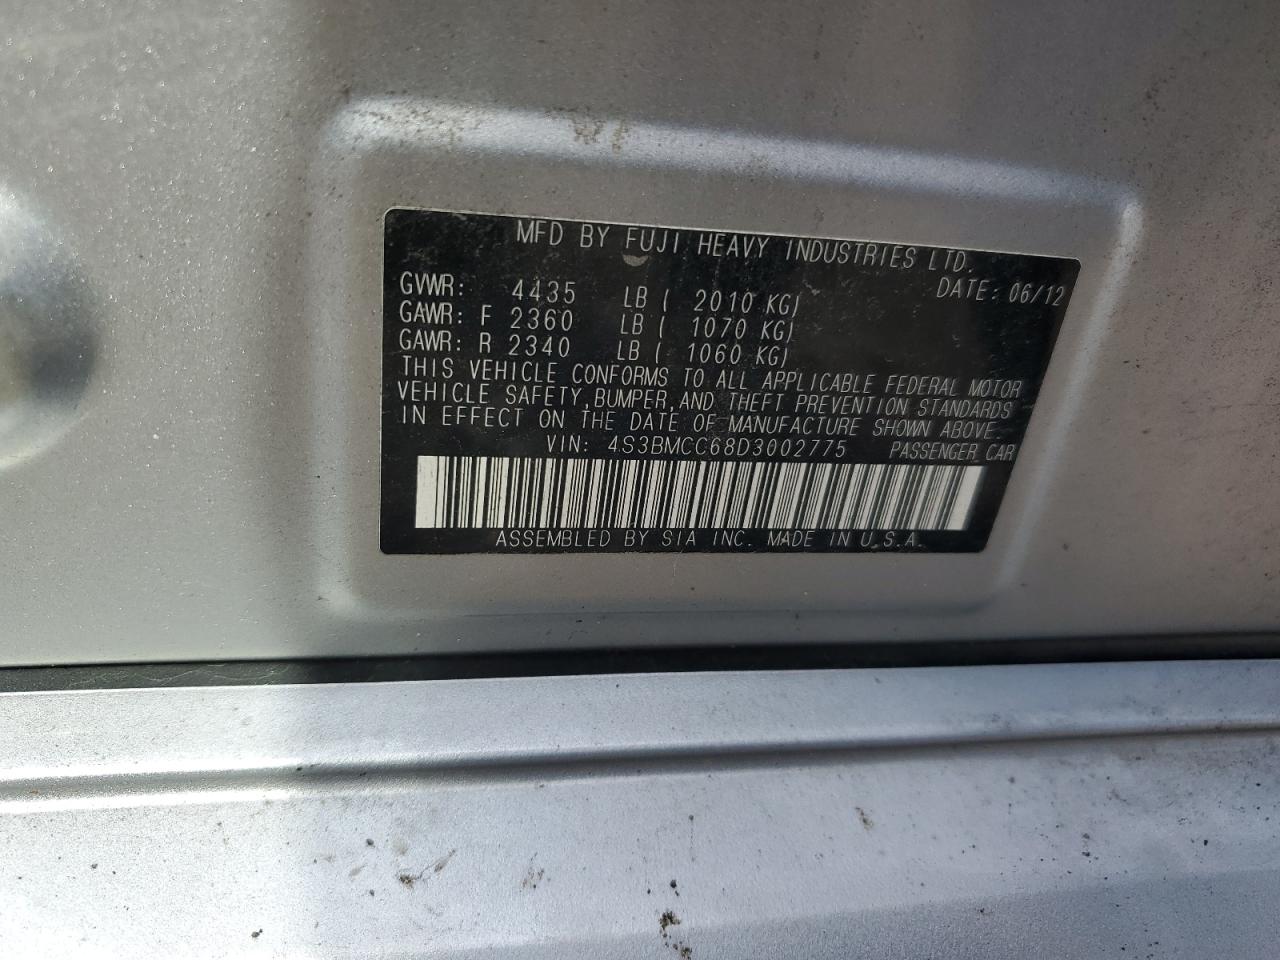 MFD BY FUJI HEAVY INDUSTRIES LTD.
DATE: 06/12
GVWR: 4435 LB ( 2010 KG)
GAWR: F 2360 LB ( 1070 KG)
GAWR: R 2340 LB ( 1060 KG)
THIS VEHICLE CONFORMS TO ALL APPLICABLE FEDERAL MOTOR
VEHICLE SAFETY, BUMPER, AND THEFT PREVENTION STANDARDS
IN EFFECT ON THE DATE OF MANUFACTURE SHOWN ABOVE.
VIN: 4S3BMCC68D3002775 PASSENGER CAR
ASSEMBLED BY SIA INC. MADE IN U.S.A.